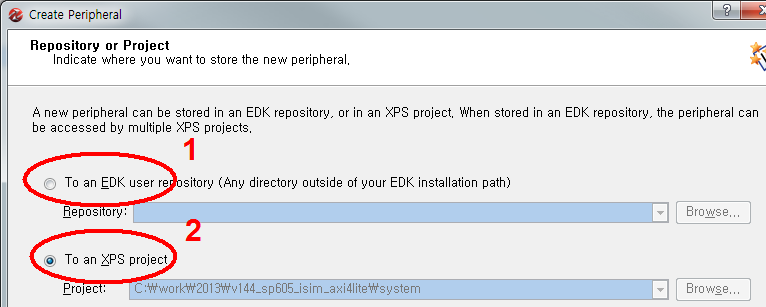 Create Peripheral
?
Repository or Project
Indicate where you want to store the new peripheral,
A new peripheral can be stored in an EDK repository, or in an XPS project, When stored in an EDK repository, the peripheral can
be accessed by multiple XPS projects,
1
To an EDK user repository (Any directory outside of your EDK installation path)
Repository:
Browse...
2
To an XPS project
Project: C:₩work₩2013₩v144_sp605_isim_axi4lite₩system
Browse...